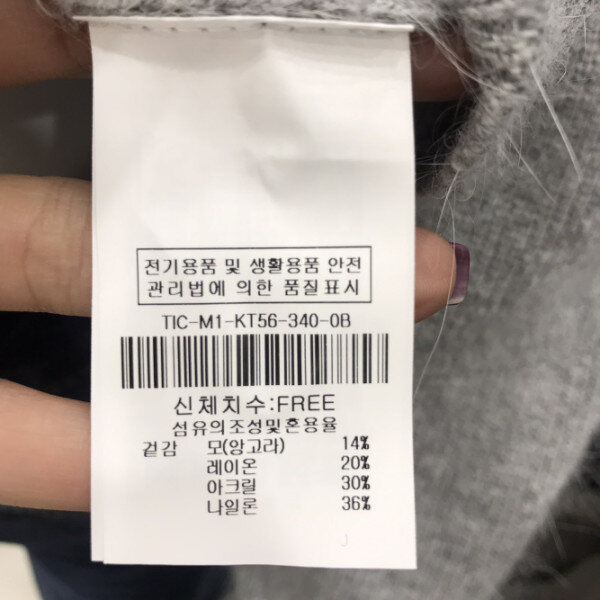 전기용품 및 생활용품 안전
관리법에 의한 품질표시
TIC-M1-KT56-340-0B
신체치수:FREE
섬유의조성및혼용율
겉감 모(앙고라) 14%
레이온 20%
아크릴 30%
나일론 36%